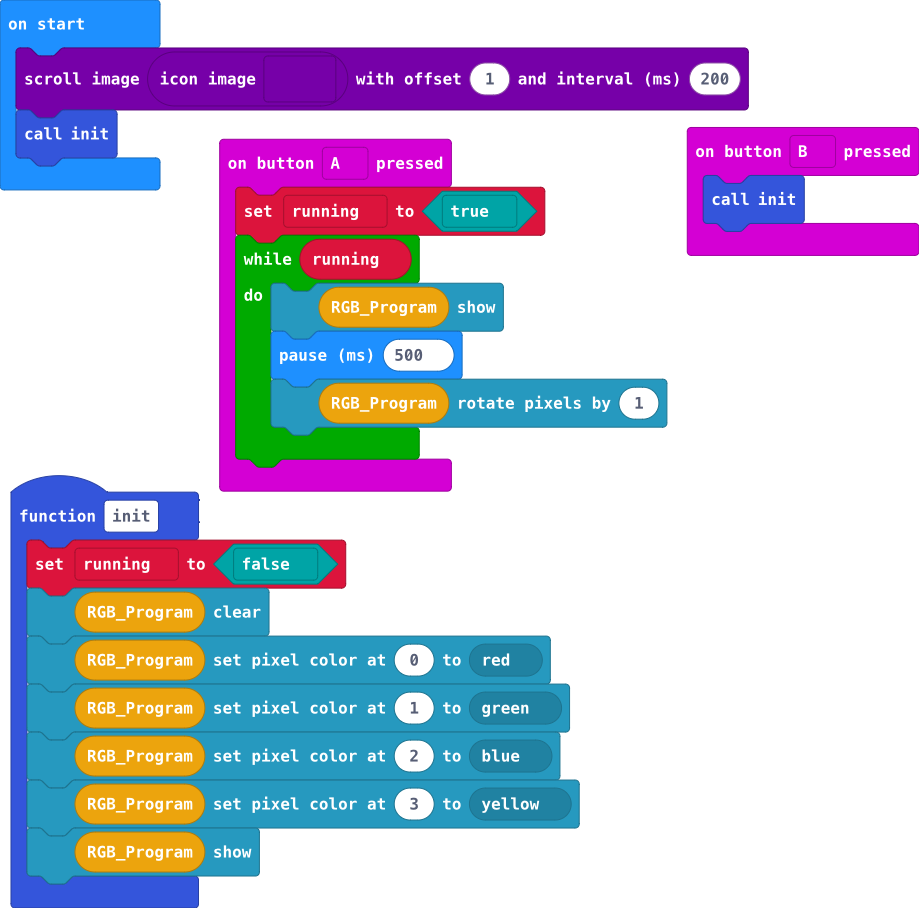 on start
scroll image icon image with offset 1 and interval (ms) 200
call init
on button A pressed
set running to true
while running
do
RGB_Program show
pause (ms) 500
RGB_Program rotate pixels by 1
on button B pressed
call init
function init
set running to false
RGB_Program clear
RGB_Program set pixel color at 0 to red
RGB_Program set pixel color at 1 to green
RGB_Program set pixel color at 2 to blue
RGB_Program set pixel color at 3 to yellow
RGB_Program show